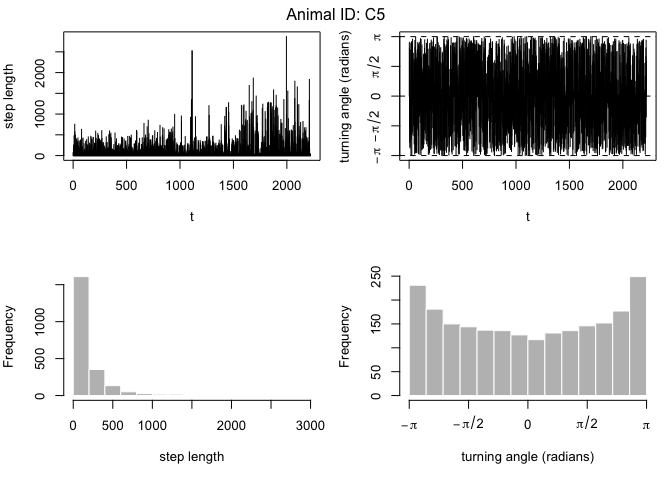 Animal ID: C5
step length
0 1000 2000
0 500 1000 1500 2000
t
turning angle (radians)
−π −π/2 0 π/2 π
0 500 1000 1500 2000
t
Frequency
0 500 1000
0 500 1000 2000 3000
step length
Frequency
0 50 150 250
−π −π/2 0 π/2 π
turning angle (radians)